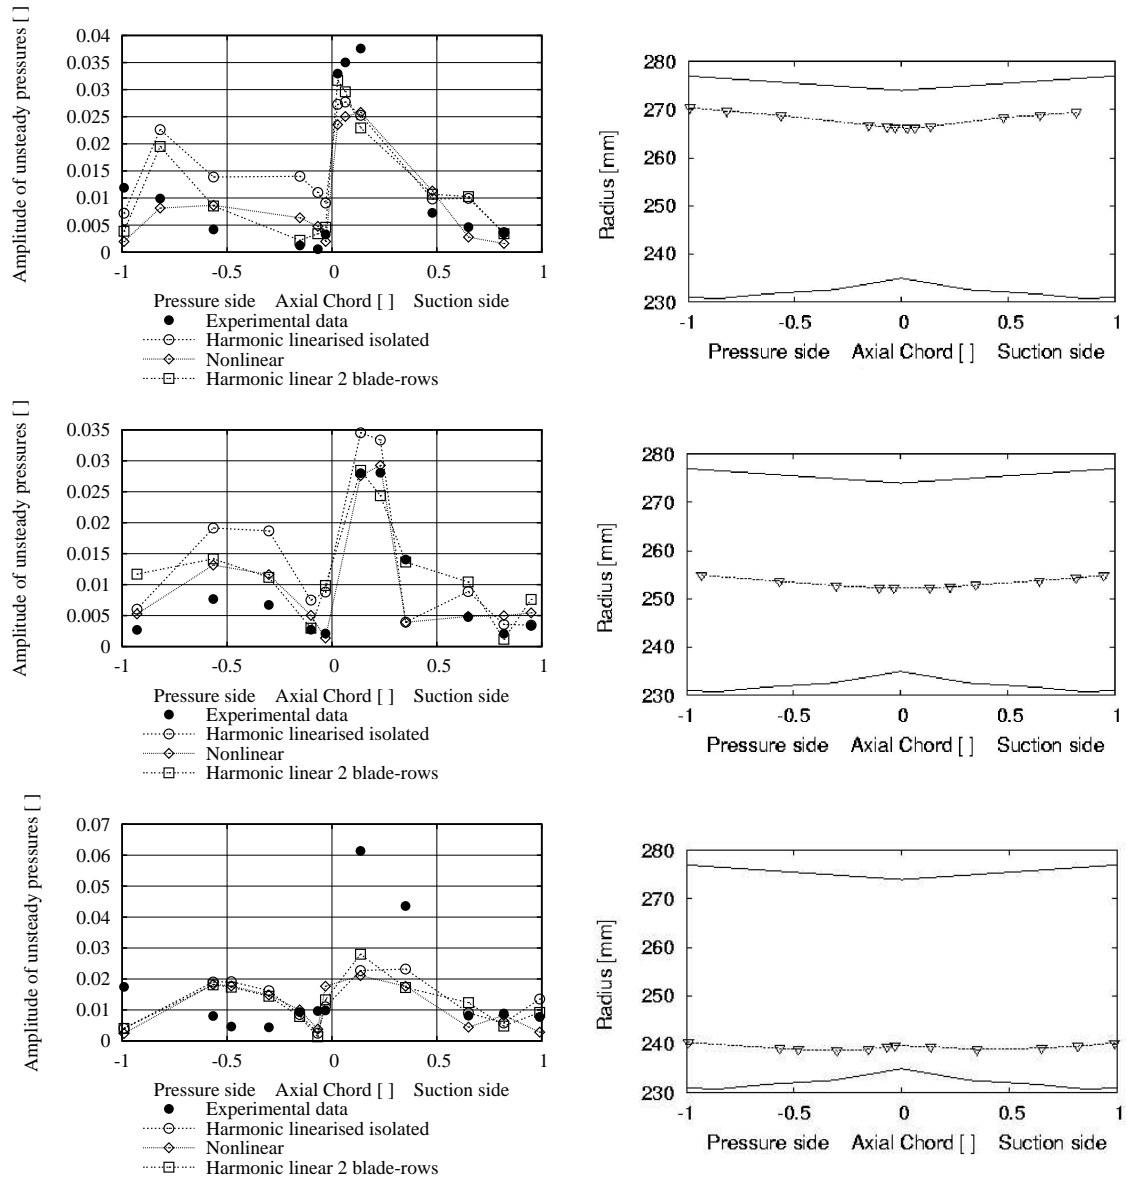 Amplitude of unsteady pressures [ ]
0.04
0.035
0.03
0.025
0.02
0.015
0.01
0.005
0
-1 -0.5 0 0.5 1
Pressure side Axial Chord [ ] Suction side
Experimental data
Harmonic linearised isolated
Nonlinear
Harmonic linear 2 blade-rows
Radius [mm]
280
270
260
250
240
230
-1 -0.5 0 0.5 1
Pressure side Axial Chord [ ] Suction side
Amplitude of unsteady pressures [ ]
0.035
0.03
0.025
0.02
0.015
0.01
0.005
0
-1 -0.5 0 0.5 1
Pressure side Axial Chord [ ] Suction side
Experimental data
Harmonic linearised isolated
Nonlinear
Harmonic linear 2 blade-rows
Radius [mm]
280
270
260
250
240
230
-1 -0.5 0 0.5 1
Pressure side Axial Chord [ ] Suction side
Amplitude of unsteady pressures [ ]
0.07
0.06
0.05
0.04
0.03
0.02
0.01
0
-1 -0.5 0 0.5 1
Pressure side Axial Chord [ ] Suction side
Experimental data
Harmonic linearised isolated
Nonlinear
Harmonic linear 2 blade-rows
Radius [mm]
280
270
260
250
240
230
-1 -0.5 0 0.5 1
Pressure side Axial Chord [ ] Suction side